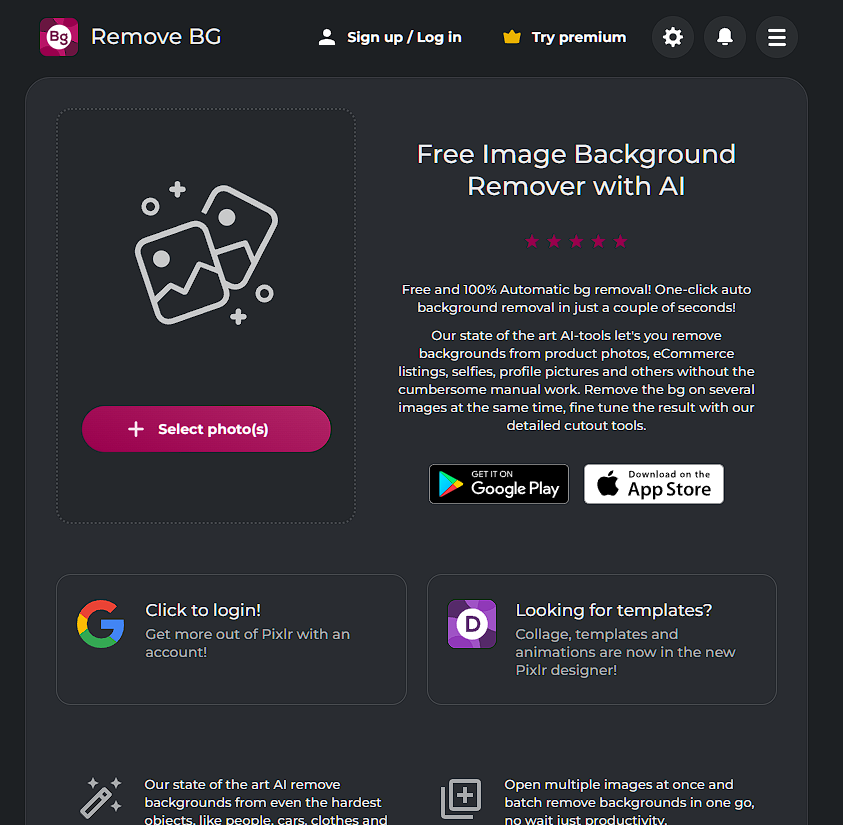 Bg
Remove BG
Sign up / Log in
Try premium
Select photo(s)
Free Image Background
Remover with AI
Free and 100% Automatic bg removal! One-click auto
background removal in just a couple of seconds!
Our state of the art AI-tools let's you remove
backgrounds from product photos, eCommerce
listings, selfies, profile pictures and others without the
cumbersome manual work. Remove the bg on several
images at the same time, fine tune the result with our
detailed cutout tools.
GET IT ON
Google Play
Download on the
App Store
Click to login!
Get more out of Pixlr with an
account!
D
Looking for templates?
Collage, templates and
animations are now in the new
Pixlr designer!
Our state of the art AI remove
backgrounds from even the hardest
objects, like people, cars, clothes and
Open multiple images at once and
batch remove backgrounds in one go,
no wait just productivity.